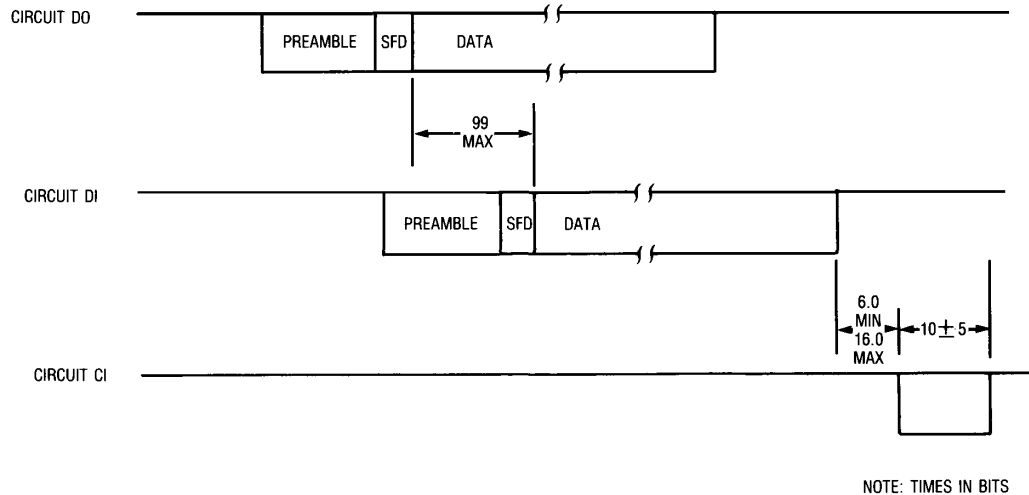 CIRCUIT DO
PREAMBLE SFD DATA
99
MAX
CIRCUIT DI
PREAMBLE SFD DATA
6.0
MIN
16.0
MAX
10±5
CIRCUIT CI
NOTE: TIMES IN BITS